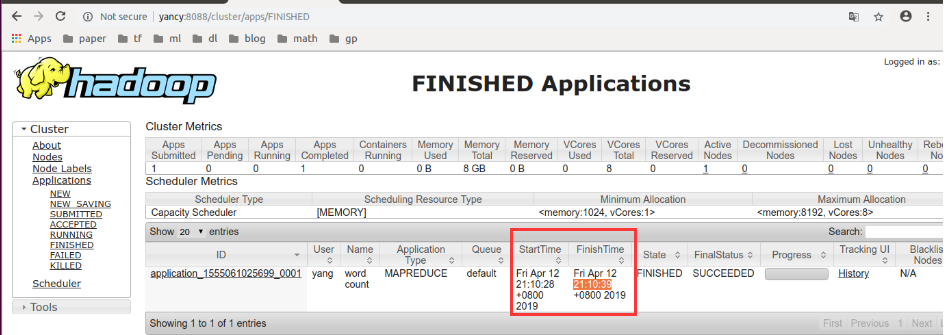 Not secure | yancy:8088/cluster/apps/FINISHED
Apps paper tf ml dl blog math gp
Logged in as:
hadoop
FINISHED Applications
Cluster
About
Nodes
Node Labels
Applications
NEW
NEW_SAVING
SUBMITTED
ACCEPTED
RUNNING
FINISHED
FAILED
KILLED
Scheduler
Tools
Cluster Metrics
Apps Submitted Apps Pending Apps Running Apps Completed Containers Running Memory Used Memory Total Memory Reserved VCores Used VCores Total VCores Reserved Active Nodes Decommissioned Nodes Lost Nodes Unhealthy Nodes Rebo Node
1 0 0 1 0 0 B 8 GB 0 B 0 8 0 1 0 0 0 0
Scheduler Metrics
Scheduler Type Scheduling Resource Type Minimum Allocation Maximum Allocation
Capacity Scheduler [MEMORY] <memory:1024, vCores:1> <memory:8192, vCores:8>
Show 20 entries Search:
ID User Name Application Type Queue StartTime FinishTime State FinalStatus Progress Tracking UI Blacklis Nodes
application_1555061025699_0001 yang word count MAPREDUCE default Fri Apr 12 21:10:28 +0800 2019 Fri Apr 12 21:10:39 +0800 2019 FINISHED SUCCEEDED History N/A
Showing 1 to 1 of 1 entries First Previous 1 Next